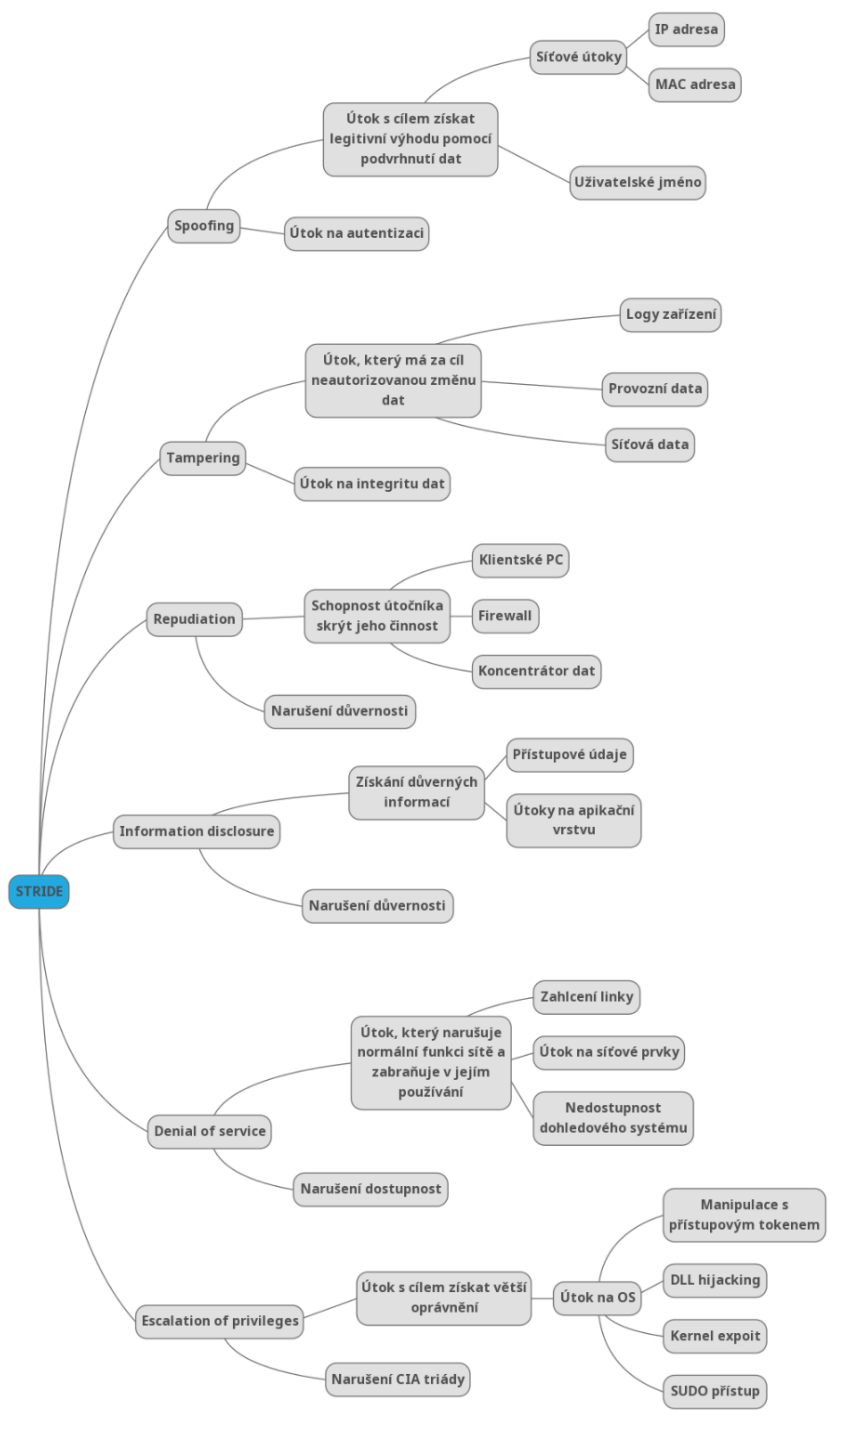 IP adresa
Síťové útoky
MAC adresa
Útok s cílem získat
legitivní výhodu pomocí
podvrhnutí dat
Uživatelské jméno
Spoofing
Útok na autentizaci
Logy zařízení
Útok, který má za cíl
neautorizovanou změnu
dat
Provozní data
Síťová data
Tampering
Útok na integritu dat
Klientské PC
Schopnost útočníka
skrýt jeho činnost
Firewall
Repudiation
Koncentrátor dat
Narušení důvernosti
Přístupové údaje
Získání důverných
informací
Útoky na apikační
vrstvu
Information disclosure
STRIDE
Narušení důvernosti
Zahlcení linky
Útok, který narušuje
normální funkci sítě a
zabraňuje v jejím
používání
Útok na síťové prvky
Nedostupnost
dohledového systému
Denial of service
Narušení dostupnost
Manipulace s
přístupovým tokenem
Útok s cílem získat větší
oprávnění
Útok na OS
DLL hijacking
Escalation of privileges
Kernel expoit
Narušení CIA triády
SUDO přístup